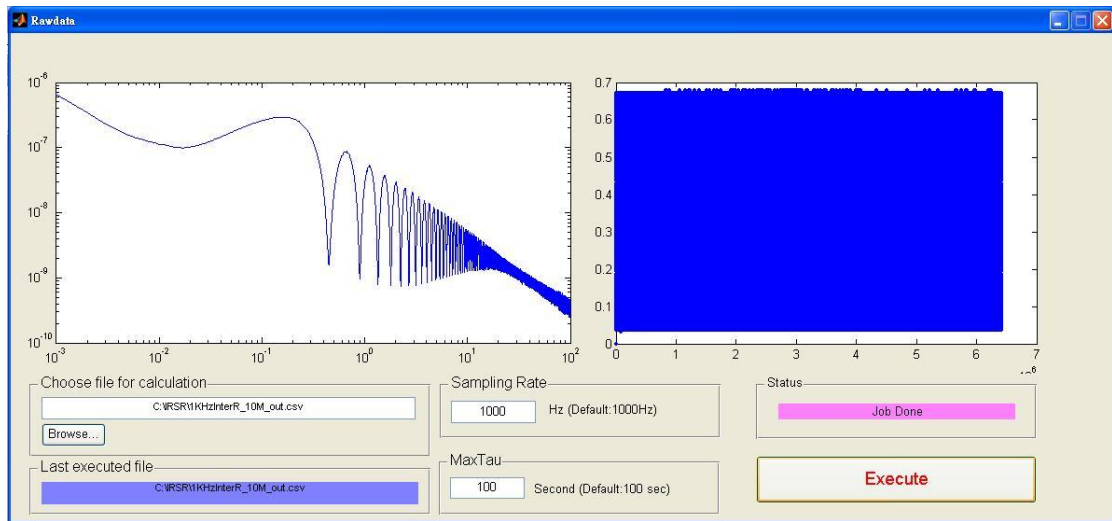 Rawdata
10^-6
10^-7
10^-8
10^-9
10^-10
10^-3 10^-2 10^-1 10^0 10^1 10^2
0.7
0.6
0.5
0.4
0.3
0.2
0.1
0
0 1 2 3 4 5 6 7
Choose file for calculation
C:\IRSR\1KHzInterR_10M_out.csv
Browse...
Last executed file
C:\IRSR\1KHzInterR_10M_out.csv
Sampling Rate
1000 Hz (Default:1000Hz)
MaxTau
100 Second (Default:100 sec)
Status
Job Done
Execute